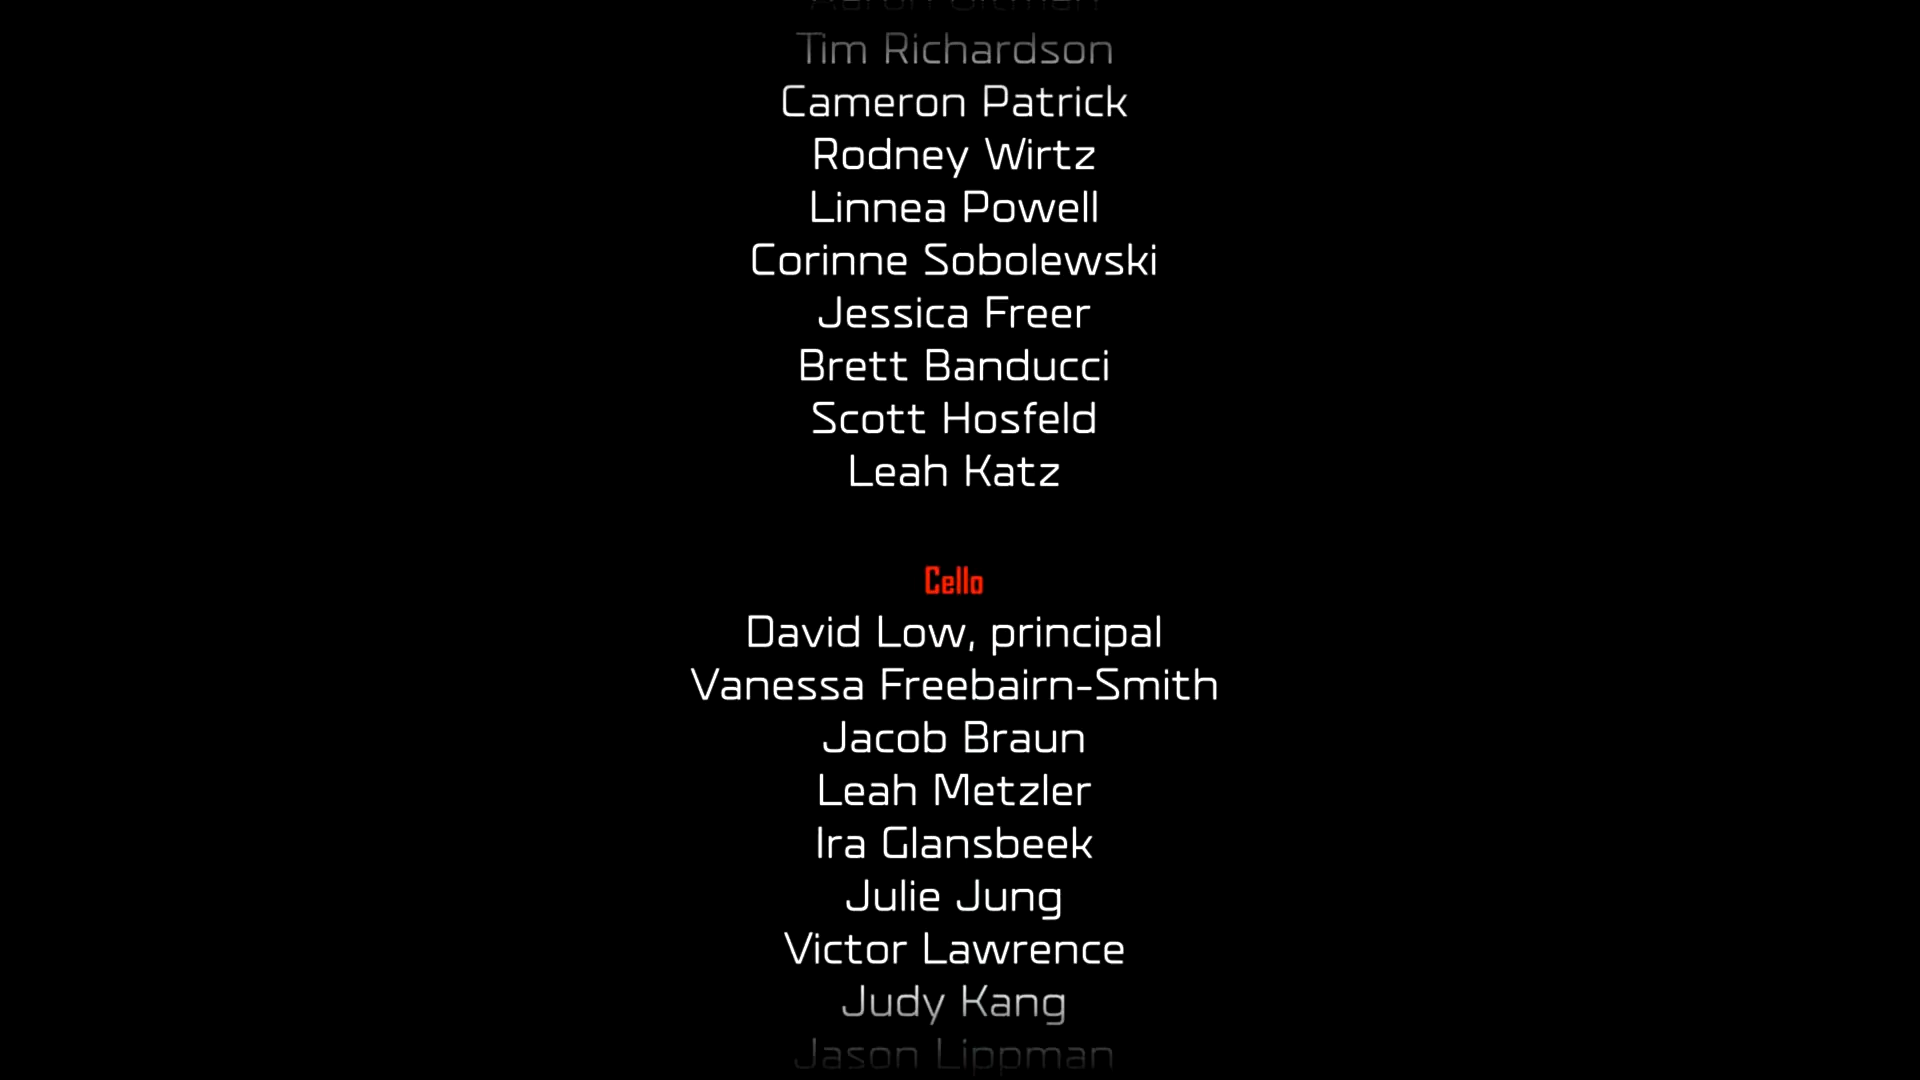 Tim Richardson
Cameron Patrick
Rodney Wirtz
Linnea Powell
Corinne Sobolewski
Jessica Freer
Brett Banducci
Scott Hosfeld
Leah Katz
Cello
David Low, principal
Vanessa Freebairn-Smith
Jacob Braun
Leah Metzler
Ira Glansbeek
Julie Jung
Victor Lawrence
Judy Kang
Jason Lippman